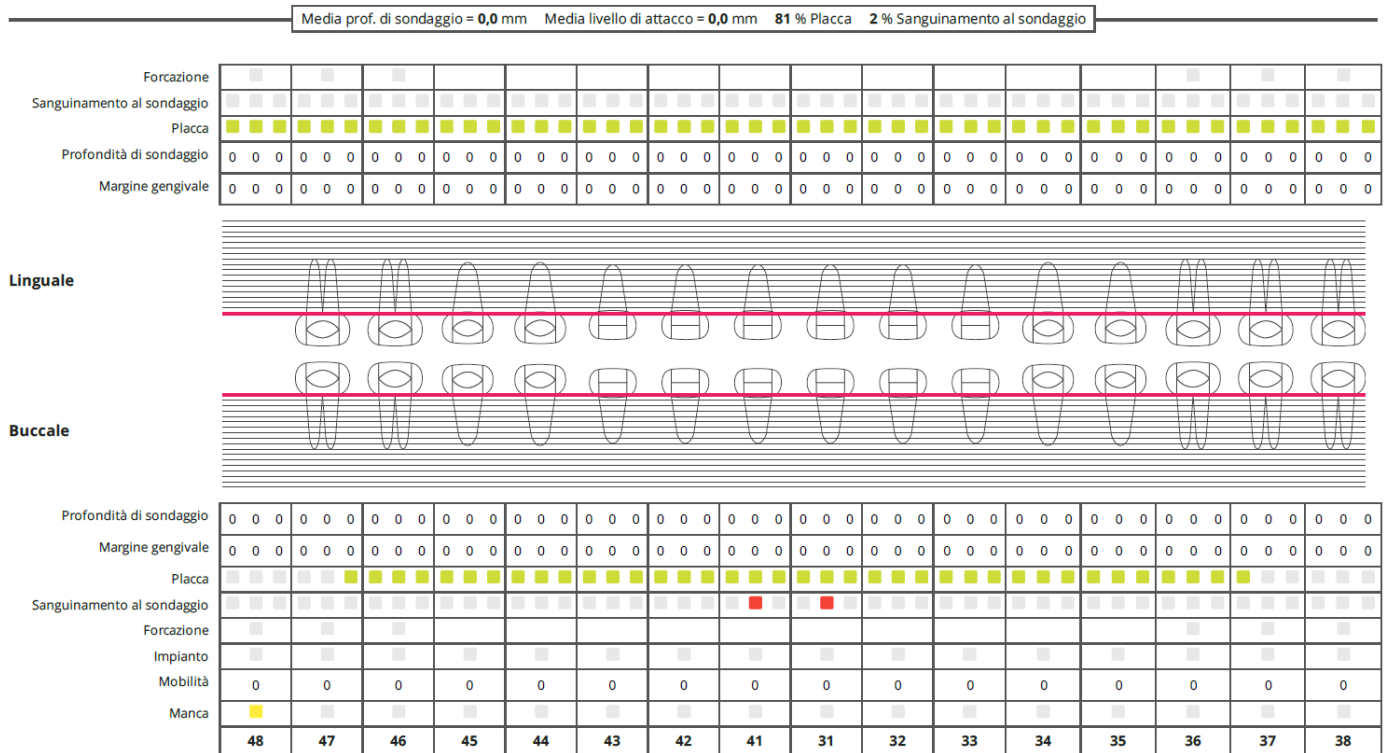 Media prof. di sondaggio = 0,0 mm Media livello di attacco = 0,0 mm 81 % Placca 2 % Sanguinamento al sondaggio
Forcazione
Sanguinamento al sondaggio
Placca
Profondità di sondaggio 0 0 0 0 0 0 0 0 0 0 0 0 0 0 0 0 0 0 0 0 0 0 0 0 0 0 0 0 0 0 0 0 0 0 0 0 0 0 0 0 0 0 0 0 0 0 0 0
Margine gengivale 0 0 0 0 0 0 0 0 0 0 0 0 0 0 0 0 0 0 0 0 0 0 0 0 0 0 0 0 0 0 0 0 0 0 0 0 0 0 0 0 0 0 0 0 0 0 0 0
Linguale
Buccale
Profondità di sondaggio 0 0 0 0 0 0 0 0 0 0 0 0 0 0 0 0 0 0 0 0 0 0 0 0 0 0 0 0 0 0 0 0 0 0 0 0 0 0 0 0 0 0 0 0 0 0 0 0
Margine gengivale 0 0 0 0 0 0 0 0 0 0 0 0 0 0 0 0 0 0 0 0 0 0 0 0 0 0 0 0 0 0 0 0 0 0 0 0 0 0 0 0 0 0 0 0 0 0 0 0
Placca
Sanguinamento al sondaggio
Forcazione
Impianto
Mobilità 0 0 0 0 0 0 0 0 0 0 0 0 0 0 0 0
Manca
48 47 46 45 44 43 42 41 31 32 33 34 35 36 37 38